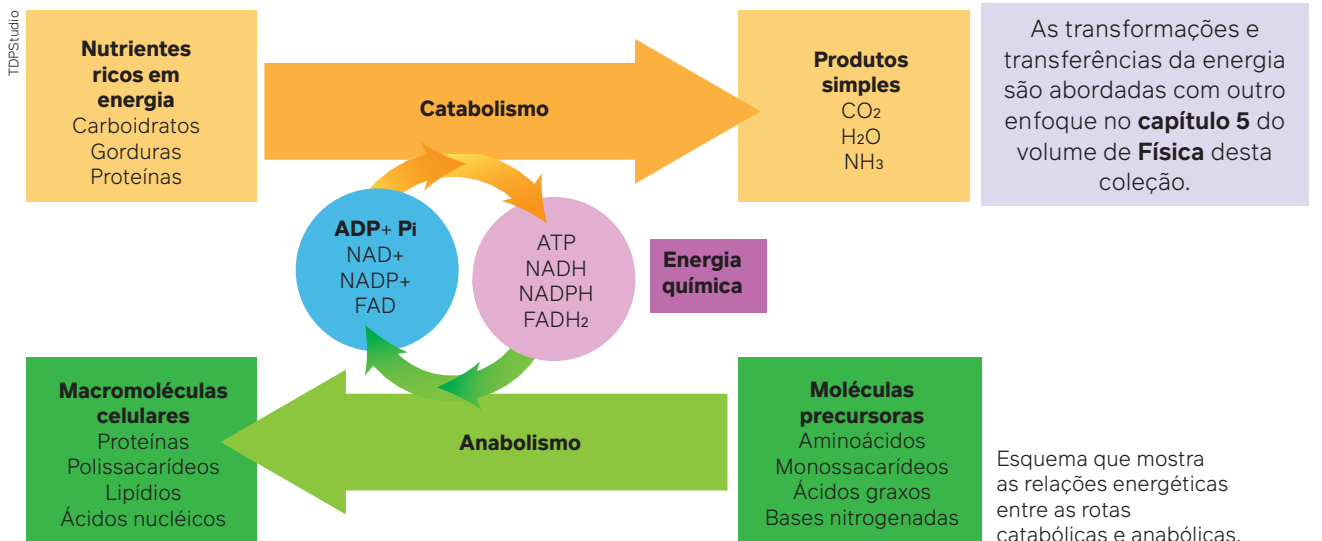 TDPStudio
Nutrientes
ricos em
energia
Carboidratos
Gorduras
Proteínas
Catabolismo
Produtos
simples
CO₂
H₂O
NH₃
As transformações e
transferências da energia
são abordadas com outro
enfoque no capítulo 5 do
volume de Física desta
coleção.
ADP+ Pi
NAD+
NADP+
FAD
ATP
NADH
NADPH
FADH₂
Energia
química
Macromoléculas
celulares
Proteínas
Polissacarídeos
Lipídios
Ácidos nucléicos
Anabolismo
Moléculas
precursoras
Aminoácidos
Monossacarídeos
Ácidos graxos
Bases nitrogenadas
Esquema que mostra
as relações energéticas
entre as rotas
catabólicas e anabólicas.